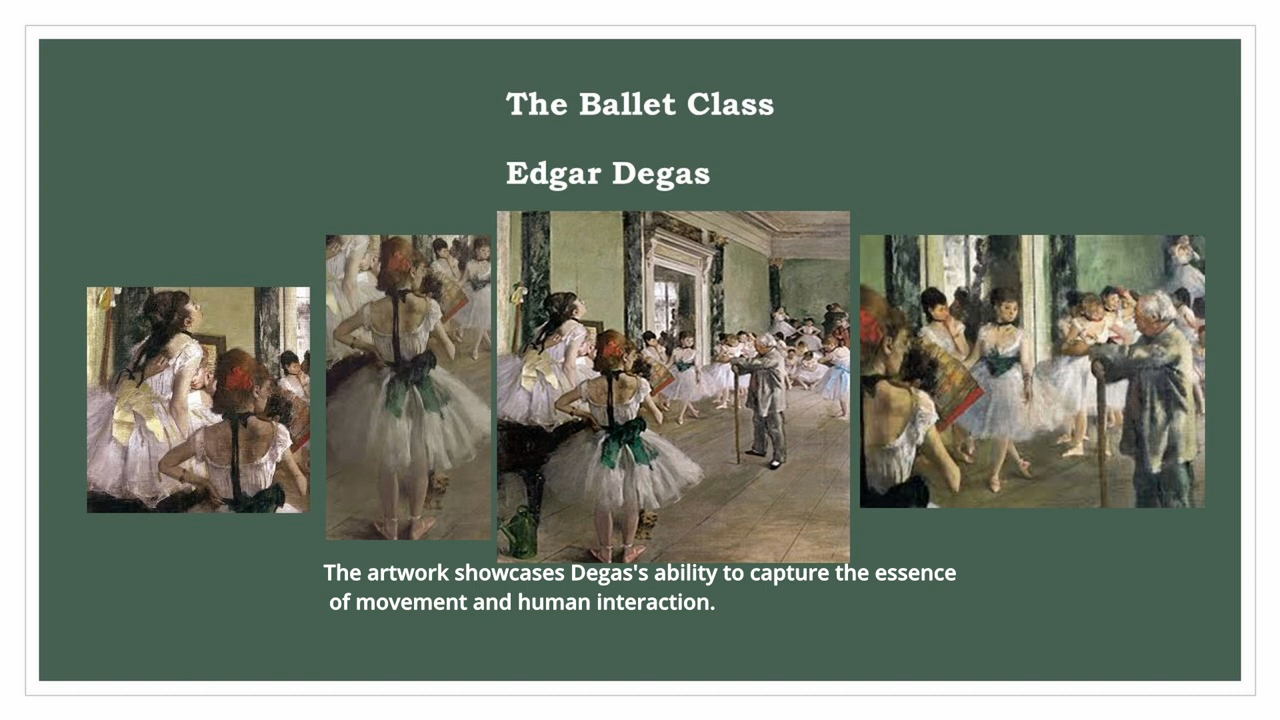 The Ballet Class
Edgar Degas
The artwork showcases Degas's ability to capture the essence
of movement and human interaction.